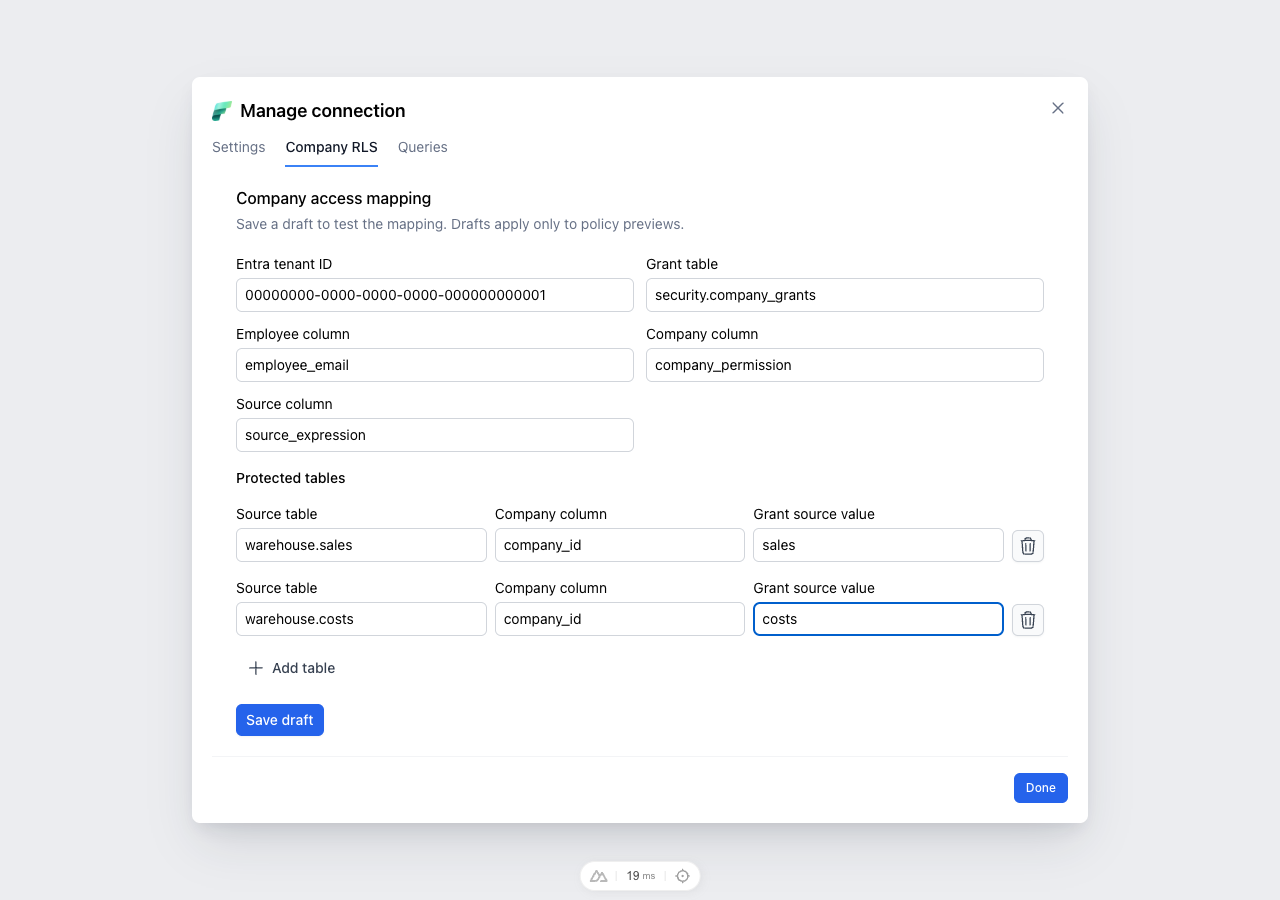 Manage connection
Settings Company RLS Queries
Company access mapping
Save a draft to test the mapping. Drafts apply only to policy previews.
Entra tenant ID Grant table
00000000-0000-0000-0000-000000000001 security.company_grants
Employee column Company column
employee_email company_permission
Source column
source_expression
Protected tables
Source table Company column Grant source value
warehouse.sales company_id sales
Source table Company column Grant source value
warehouse.costs company_id costs
Add table
Save draft
Done
19 ms